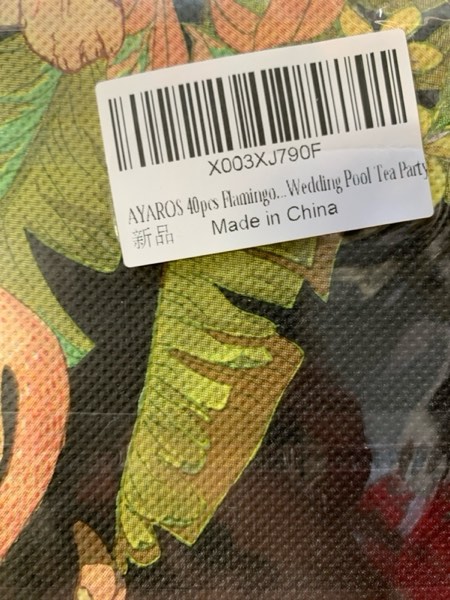 X003XJ790F
AYAROS 40pcs Flamingo...Wedding Pool Tea Party
新品
Made in China